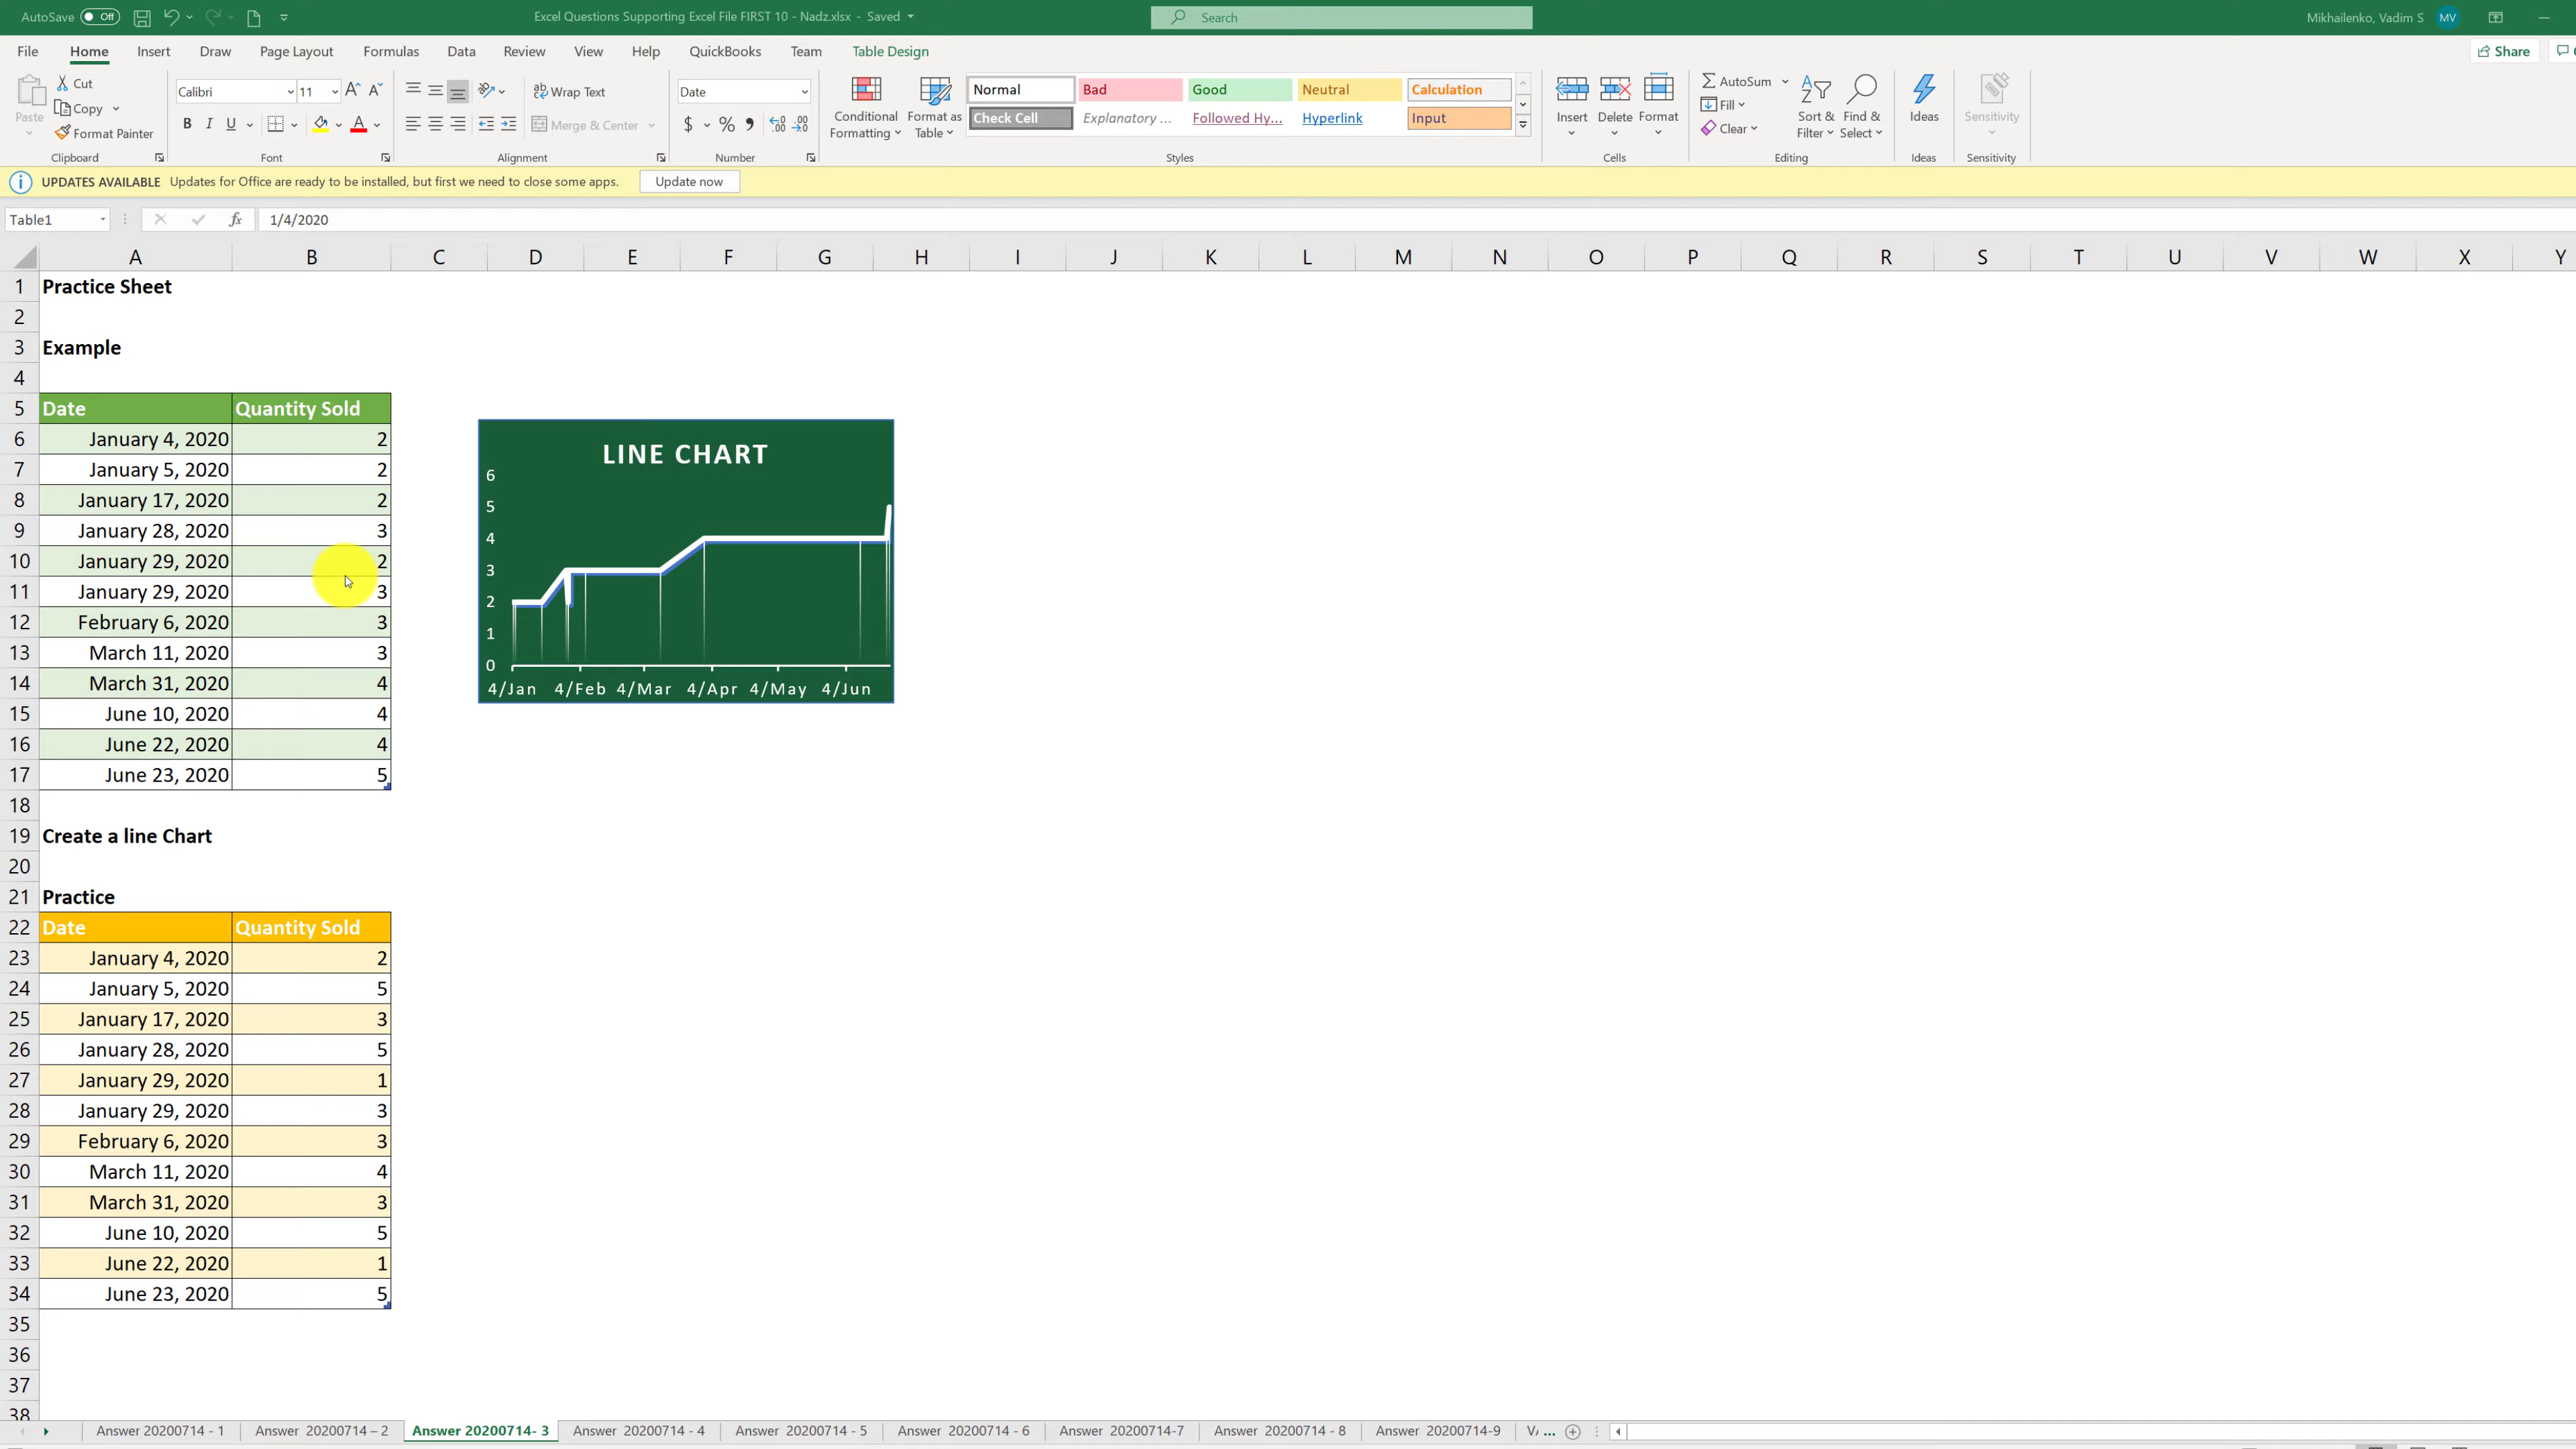 AutoSave Off
Excel Questions Supporting Excel File FIRST 10 - Nadz.xlsx - Saved
Search
Mikhailenko, Vadim S MV
File Home Insert Draw Page Layout Formulas Data Review View Help QuickBooks Team Table Design Share
Paste Cut Copy Format Painter
Clipboard
Calibri 11
B I U
Font
Wrap Text
Merge & Center
Alignment
Date
$ % ,
Number
Conditional Formatting
Format as Table
Normal Bad Good Neutral Calculation
Check Cell Explanatory ... Followed Hy... Hyperlink Input
Styles
Insert Delete Format
Cells
AutoSum
Fill
Clear
Sort & Filter
Find & Select
Editing
Ideas
Ideas
Sensitivity
Sensitivity
UPDATES AVAILABLE Updates for Office are ready to be installed, but first we need to close some apps. Update now
Table1 fx 1/4/2020
A B C D E F G H I J K L M N O P Q R S T U V W X Y
1 Practice Sheet
2
3 Example
4
5 Date Quantity Sold
6 January 4, 2020 2
7 January 5, 2020 2
8 January 17, 2020 2
9 January 28, 2020 3
10 January 29, 2020 2
11 January 29, 2020 3
12 February 6, 2020 3
13 March 11, 2020 3
14 March 31, 2020 4
15 June 10, 2020 4
16 June 22, 2020 4
17 June 23, 2020 5
LINE CHART
6
5
4
3
2
1
0
4/Jan 4/Feb 4/Mar 4/Apr 4/May 4/Jun
18
19 Create a line Chart
20
21 Practice
22 Date Quantity Sold
23 January 4, 2020 2
24 January 5, 2020 5
25 January 17, 2020 3
26 January 28, 2020 5
27 January 29, 2020 1
28 January 29, 2020 3
29 February 6, 2020 3
30 March 11, 2020 4
31 March 31, 2020 3
32 June 10, 2020 5
33 June 22, 2020 1
34 June 23, 2020 5
35
36
37
38
Answer 20200714 - 1 Answer 20200714 – 2 Answer 20200714- 3 Answer 20200714 - 4 Answer 20200714 - 5 Answer 20200714 - 6 Answer 20200714-7 Answer 20200714 - 8 Answer 20200714-9 ...